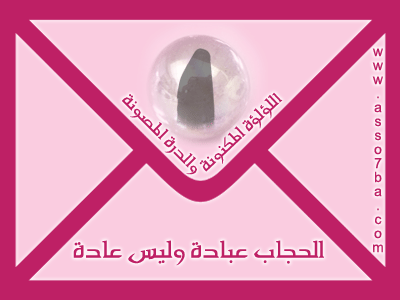 اللؤلؤة المكنونة والدرة المصونة
www.asso7ba.com
الحجاب عبادة وليس عادة